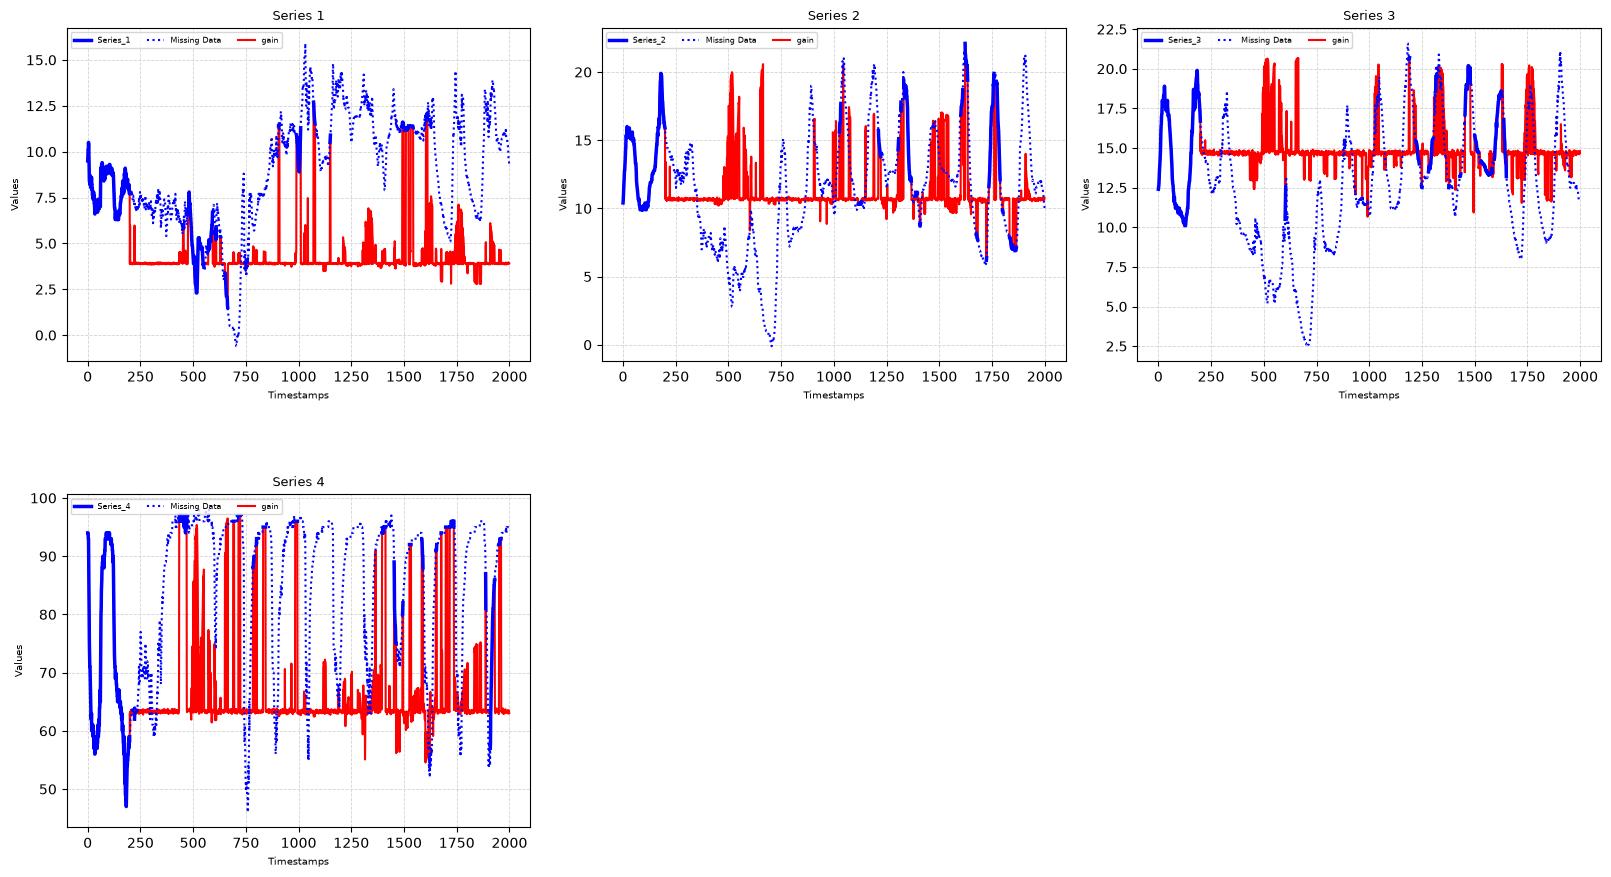 Series 1
Series_1 Missing Data gain
15.0
12.5
10.0
7.5
5.0
2.5
0.0
Values
0 250 500 750 1000 1250 1500 1750 2000
Timestamps
Series 2
Series_2 Missing Data gain
20
15
10
5
0
Values
0 250 500 750 1000 1250 1500 1750 2000
Timestamps
Series 3
Series_3 Missing Data gain
22.5
20.0
17.5
15.0
12.5
10.0
7.5
5.0
2.5
Values
0 250 500 750 1000 1250 1500 1750 2000
Timestamps
Series 4
Series_4 Missing Data gain
100
90
80
70
60
50
Values
0 250 500 750 1000 1250 1500 1750 2000
Timestamps